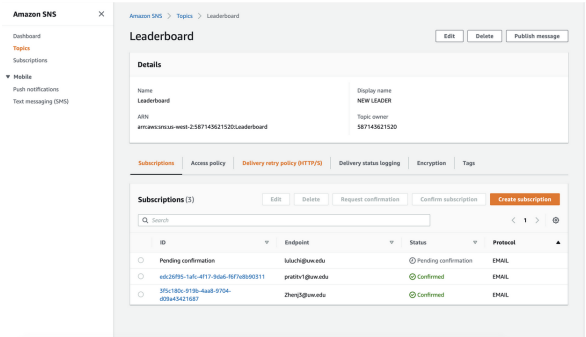 Amazon SNS
Dashboard
Topics
Subscriptions
Mobile
Push notifications
Text messaging (SMS)
Amazon SNS > Topics > Leaderboard
Leaderboard
Edit
Delete
Publish message
Details
Name
Leaderboard
Display name
NEW LEADER
ARN
arn:aws:sns:us-west-2:587143621520:Leaderboard
Topic owner
587143621520
Subscriptions
Access policy
Delivery retry policy (HTTP/S)
Delivery status logging
Encryption
Tags
Subscriptions (3)
Edit
Delete
Request confirmation
Confirm subscription
Create subscription
Search
< 1 >
ID
Endpoint
Status
Protocol
Pending confirmation
luluchi@uw.edu
Pending confirmation
EMAIL
edc26f95-1afc-4f17-9da6-f6f7e8b90311
pratitv1@uw.edu
Confirmed
EMAIL
3f5c180c-919b-4aa8-9704-
d09a43421687
Zhenj3@uw.edu
Confirmed
EMAIL